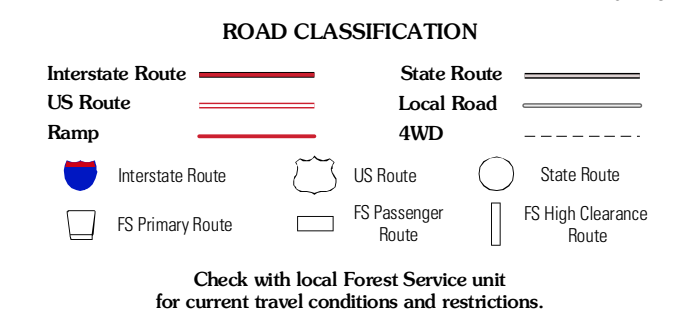 ROAD CLASSIFICATION
Interstate Route
State Route
US Route
Local Road
Ramp
4WD
Interstate Route
US Route
State Route
FS Primary Route
FS Passenger
Route
FS High Clearance
Route
Check with local Forest Service unit
for current travel conditions and restrictions.